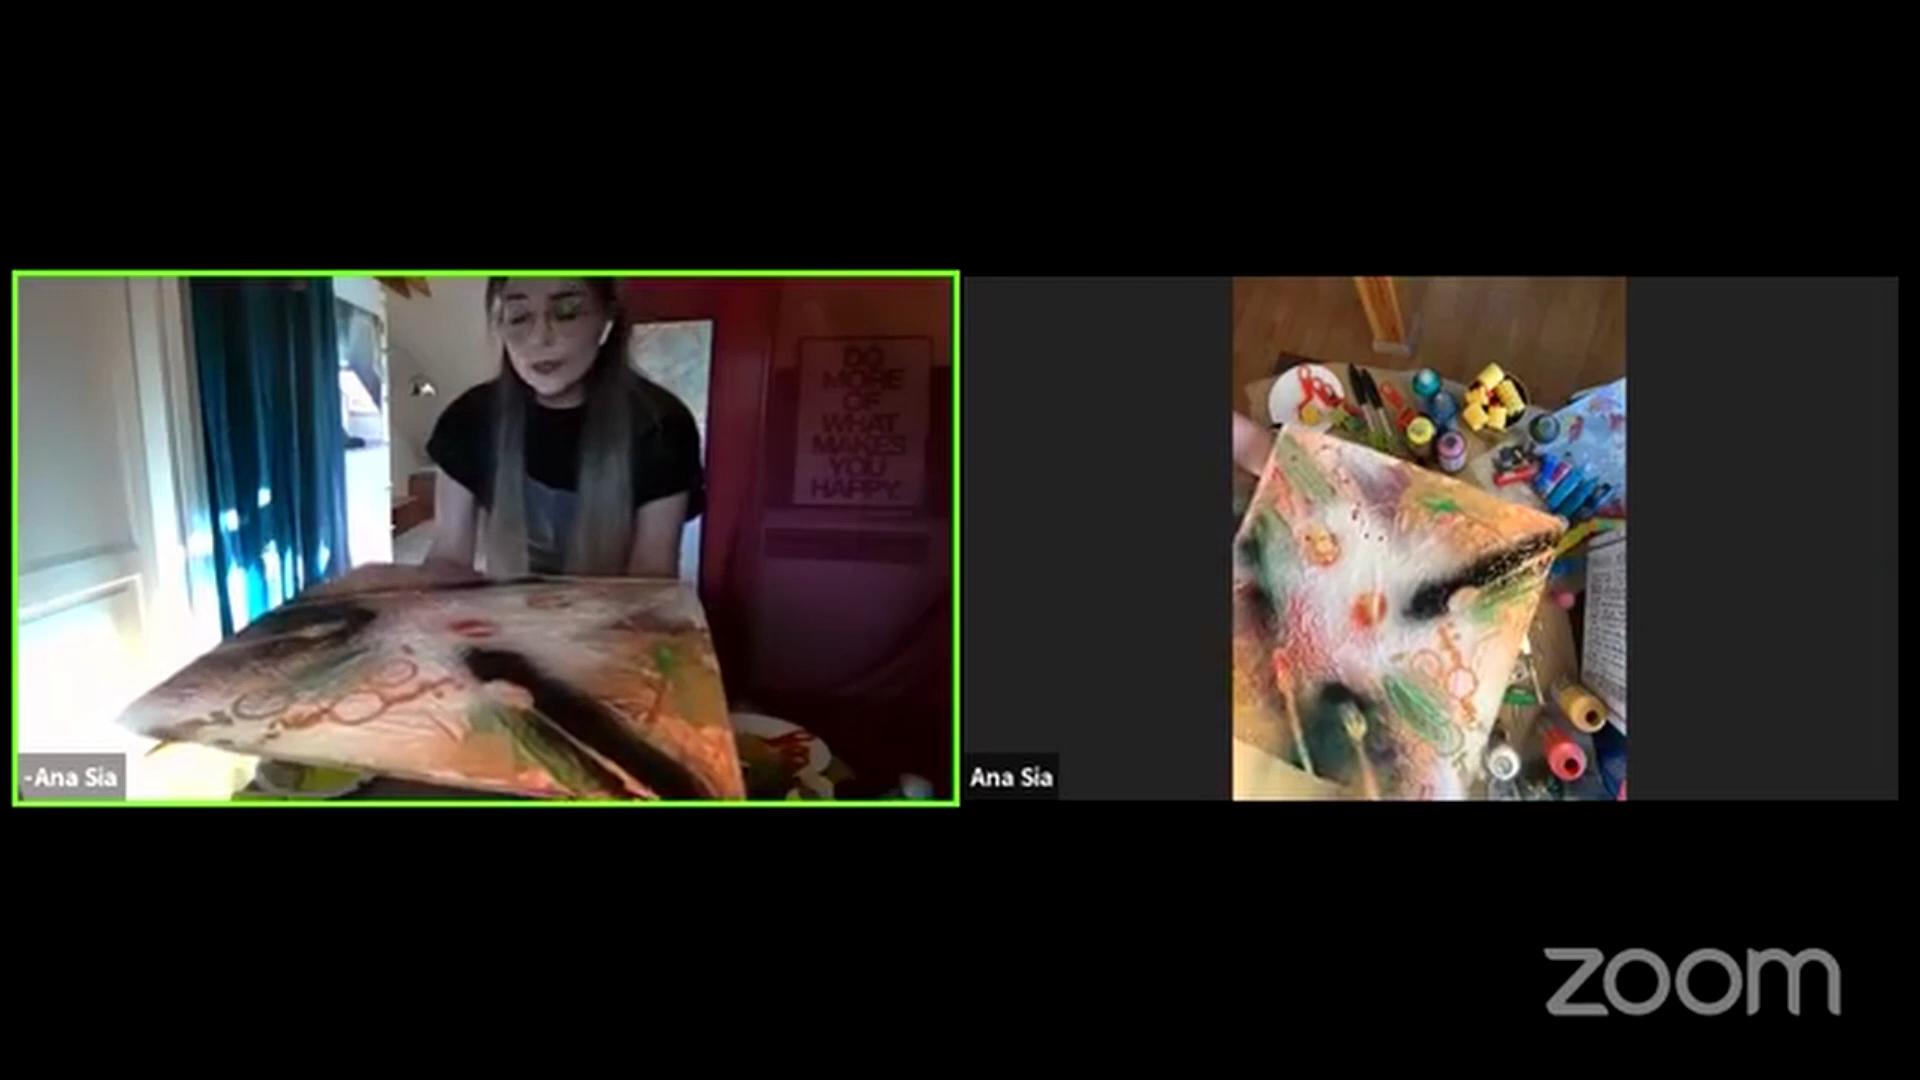 DO
MORE
OF
WHAT
MAKES
YOU
HAPPY.
-Ana Sia
Ana Sia
zoom